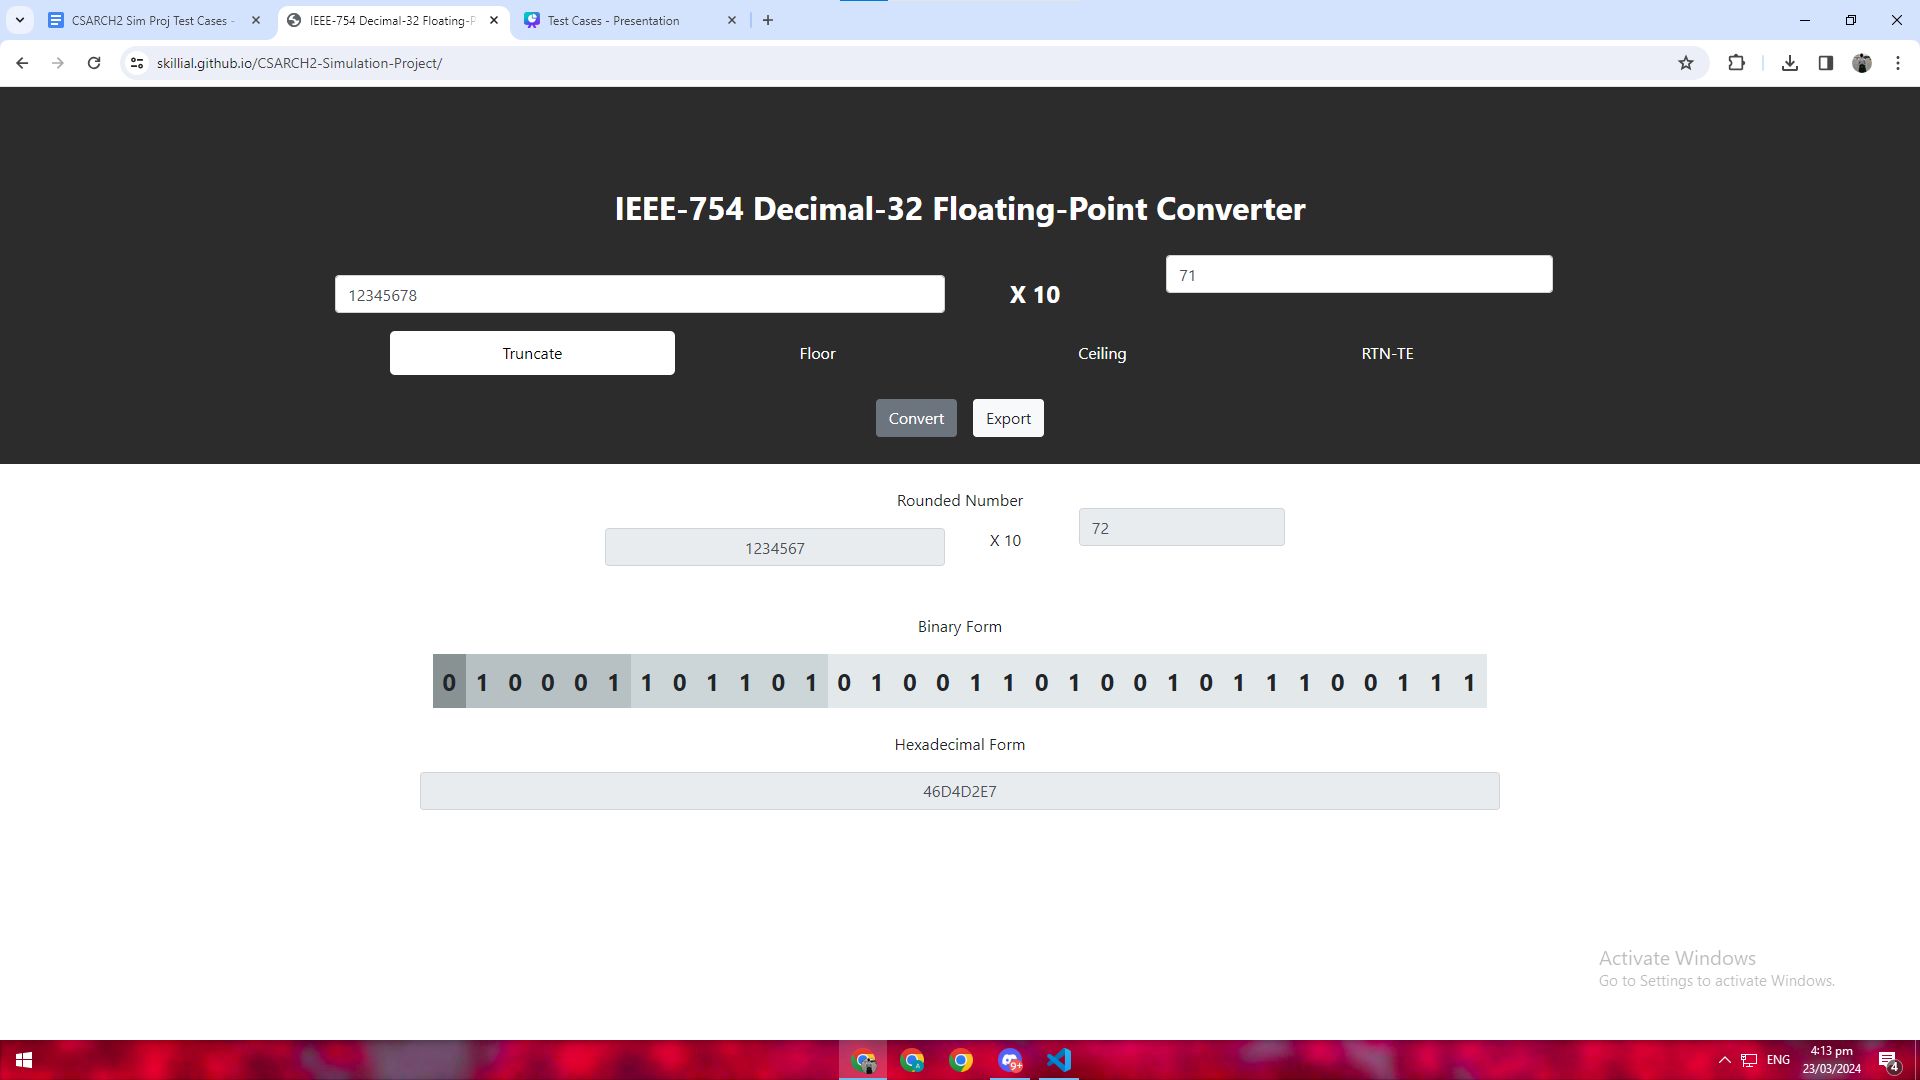 CSARCH2 Sim Proj Test Cases -
IEEE-754 Decimal-32 Floating-P
Test Cases - Presentation
skillial.github.io/CSARCH2-Simulation-Project/
IEEE-754 Decimal-32 Floating-Point Converter
12345678
X 10
71
Truncate
Floor
Ceiling
RTN-TE
Convert
Export
Rounded Number
1234567
X 10
72
Binary Form
0 1 0 0 0 1 1 0 1 1 0 1 0 1 0 0 1 1 0 1 0 0 1 0 1 1 1 0 0 1 1 1
Hexadecimal Form
46D4D2E7
Activate Windows
Go to Settings to activate Windows.
A
9+
ENG
4:13 pm
23/03/2024
4